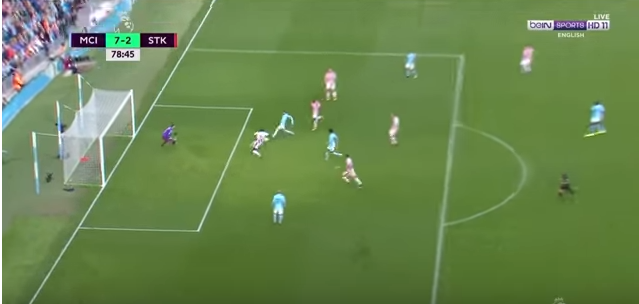 MCI 7-2 STK
78:45
LIVE
beIN SPORTS HD 11
ENGLISH